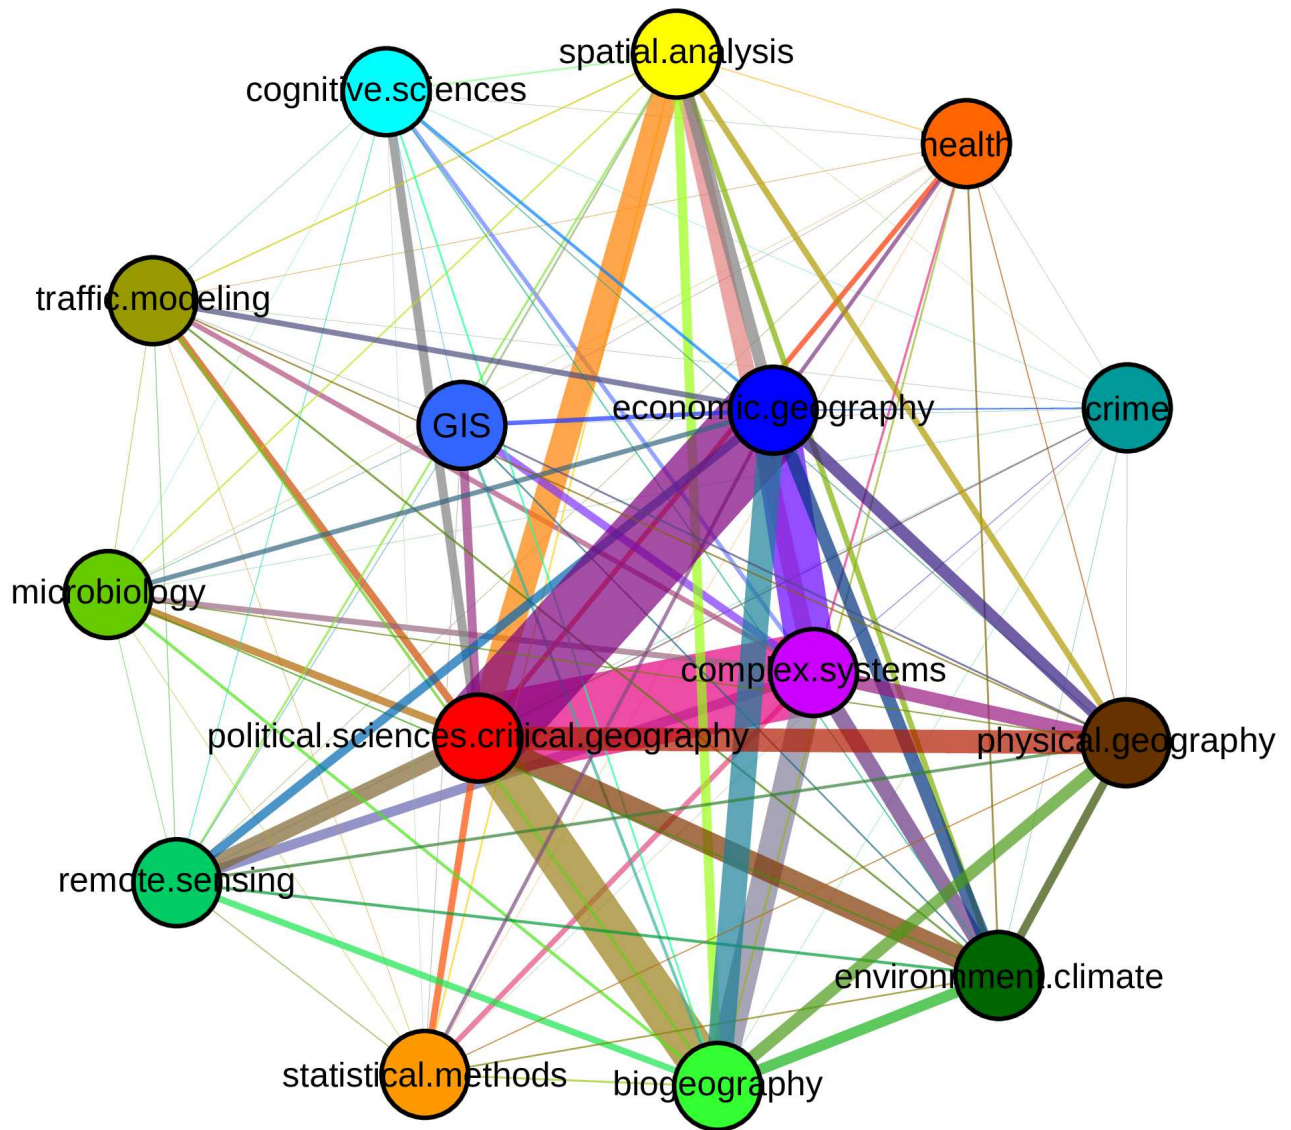 spatial.analysis
cognitive.sciences
health
traffic.modeling
economic.geography
crime
GIS
microbiology
complex.systems
political.sciences.critical.geography
physical.geography
remote.sensing
environnment.climate
statistical.methods
biogeography